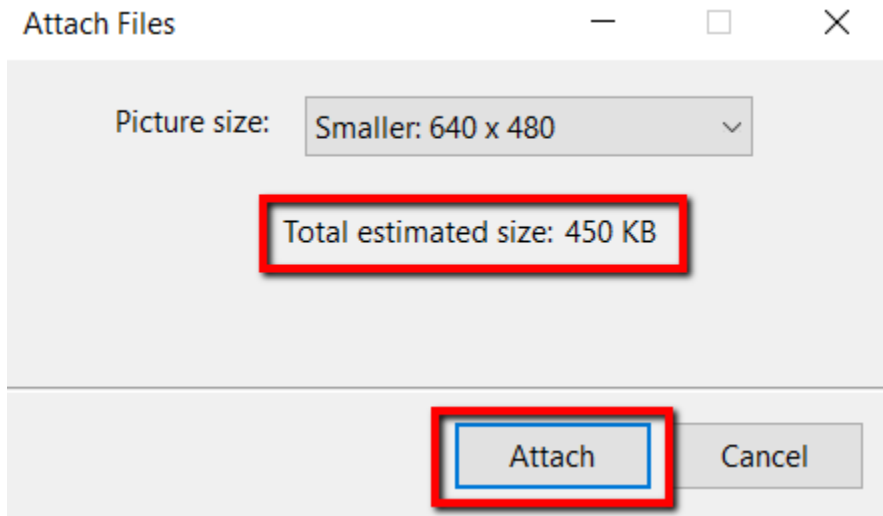 Attach Files
Picture size: Smaller: 640 x 480
Total estimated size: 450 KB
Attach Cancel